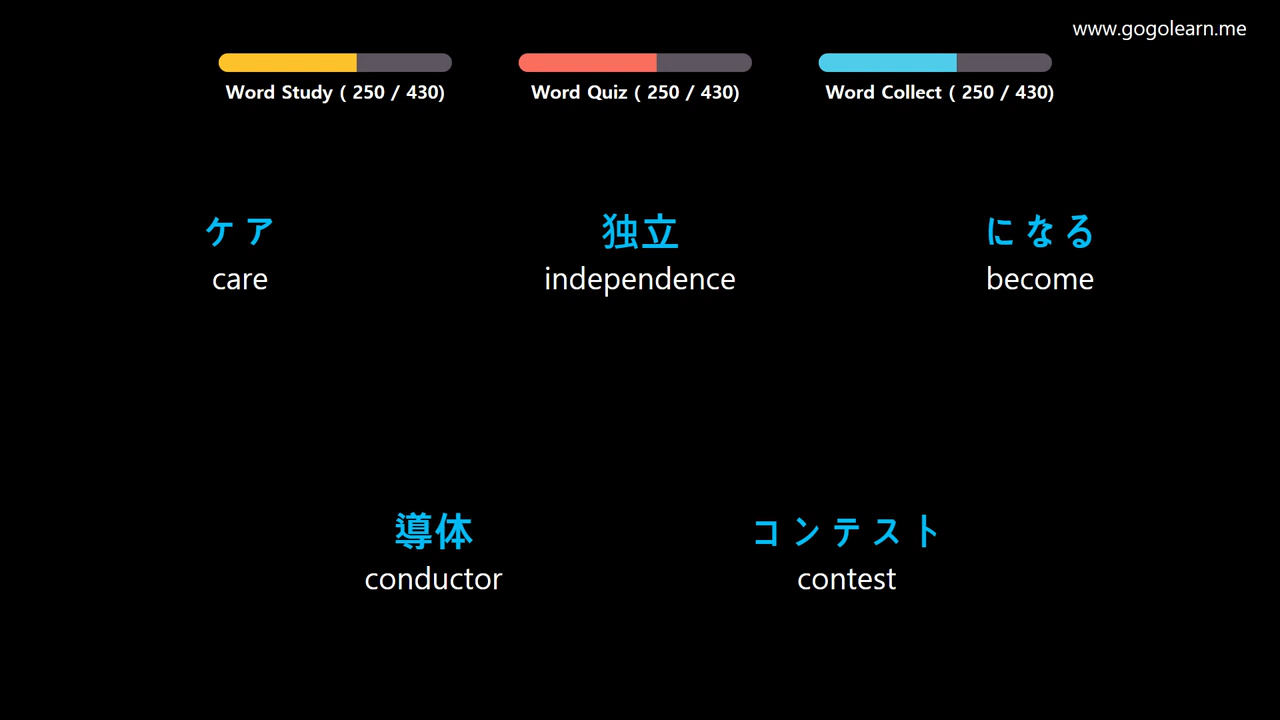 www.gogolearn.me
Word Study ( 250 / 430)
Word Quiz ( 250 / 430)
Word Collect ( 250 / 430)
ケア
care
独立
independence
になる
become
導体
conductor
コンテスト
contest